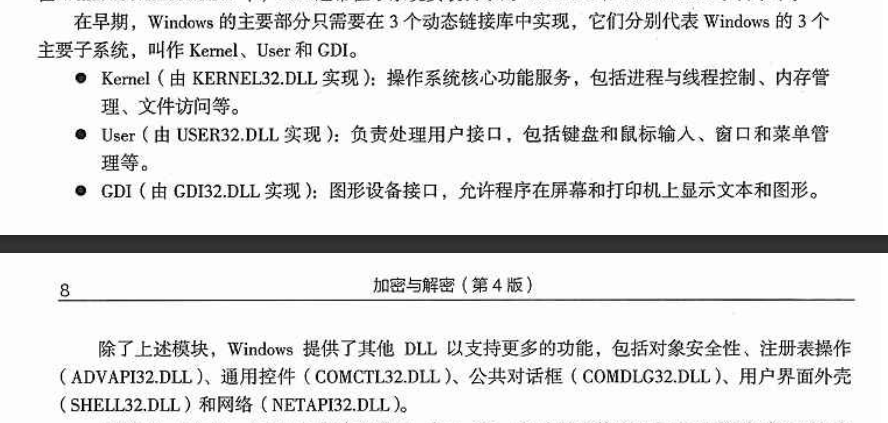 在早期，Windows 的主要部分只需要在 3 个动态链接库中实现，它们分别代表 Windows 的 3 个
主要子系统，叫作 Kernel、User 和 GDI。
● Kernel（由 KERNEL32.DLL 实现）：操作系统核心功能服务，包括进程与线程控制、内存管
理、文件访问等。
● User（由 USER32.DLL 实现）：负责处理用户接口，包括键盘和鼠标输入、窗口和菜单管
理等。
● GDI（由 GDI32.DLL 实现）：图形设备接口，允许程序在屏幕和打印机上显示文本和图形。
8 加密与解密（第 4 版）
除了上述模块，Windows 提供了其他 DLL 以支持更多的功能，包括对象安全性、注册表操作
（ADVAPI32.DLL）、通用控件（COMCTL32.DLL）、公共对话框（COMDLG32.DLL）、用户界面外壳
（SHELL32.DLL）和网络（NETAPI32.DLL）。